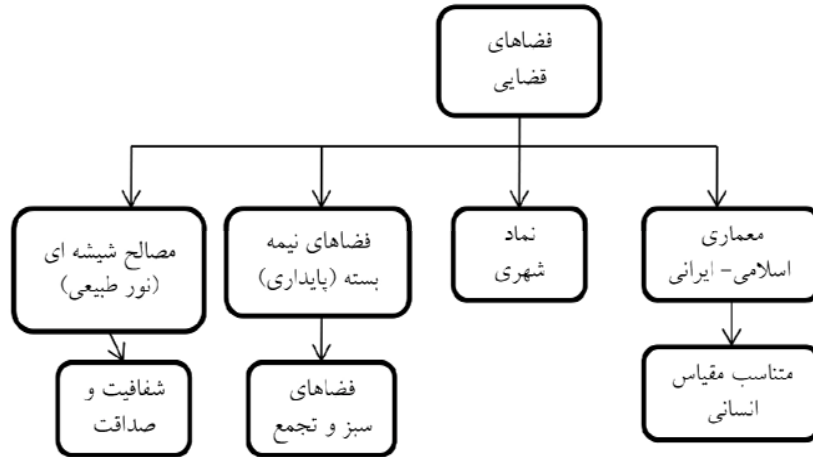 فضاهای
قضایی
معماری
اسلامی- ایرانی
نماد
شهری
فضاهای نیمه
بسته (پایداری)
مصالح شیشه ای
(نور طبیعی)
متناسب مقیاس
انسانی
فضاهای
سبز و تجمع
شفافیت و
صداقت